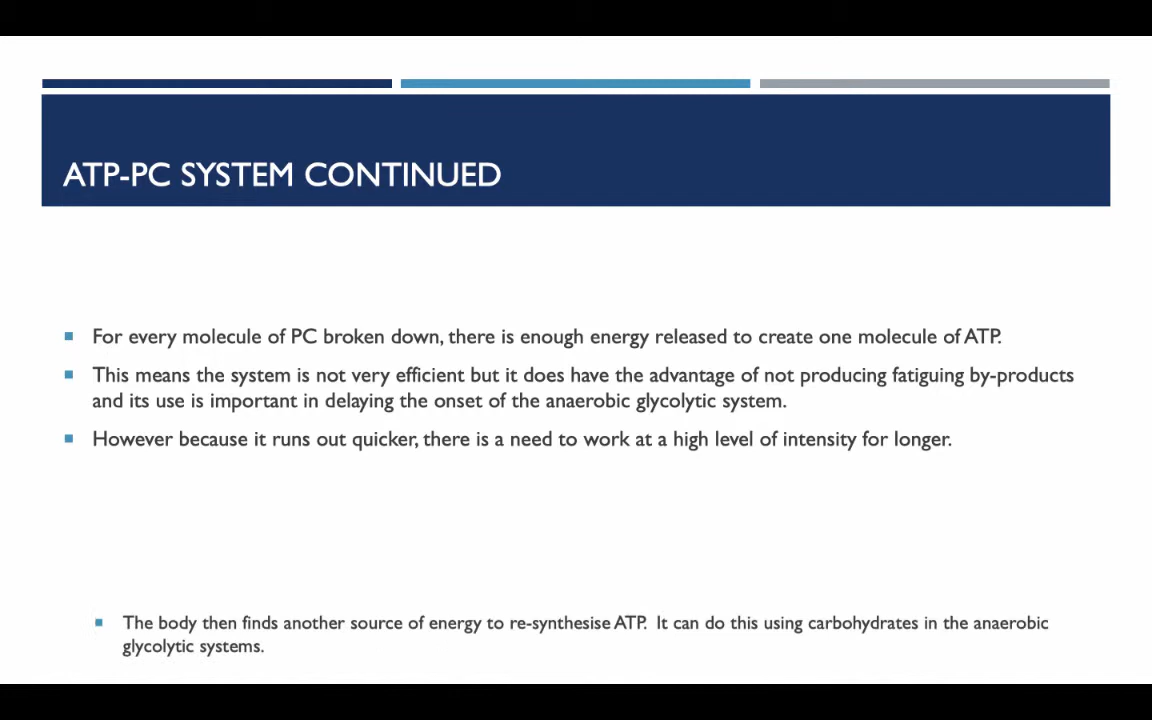 ATP-PC SYSTEM CONTINUED
For every molecule of PC broken down, there is enough energy released to create one molecule of ATP.
This means the system is not very efficient but it does have the advantage of not producing fatiguing by-products
and its use is important in delaying the onset of the anaerobic glycolytic system.
However because it runs out quicker, there is a need to work at a high level of intensity for longer.
The body then finds another source of energy to re-synthesise ATP. It can do this using carbohydrates in the anaerobic
glycolytic systems.